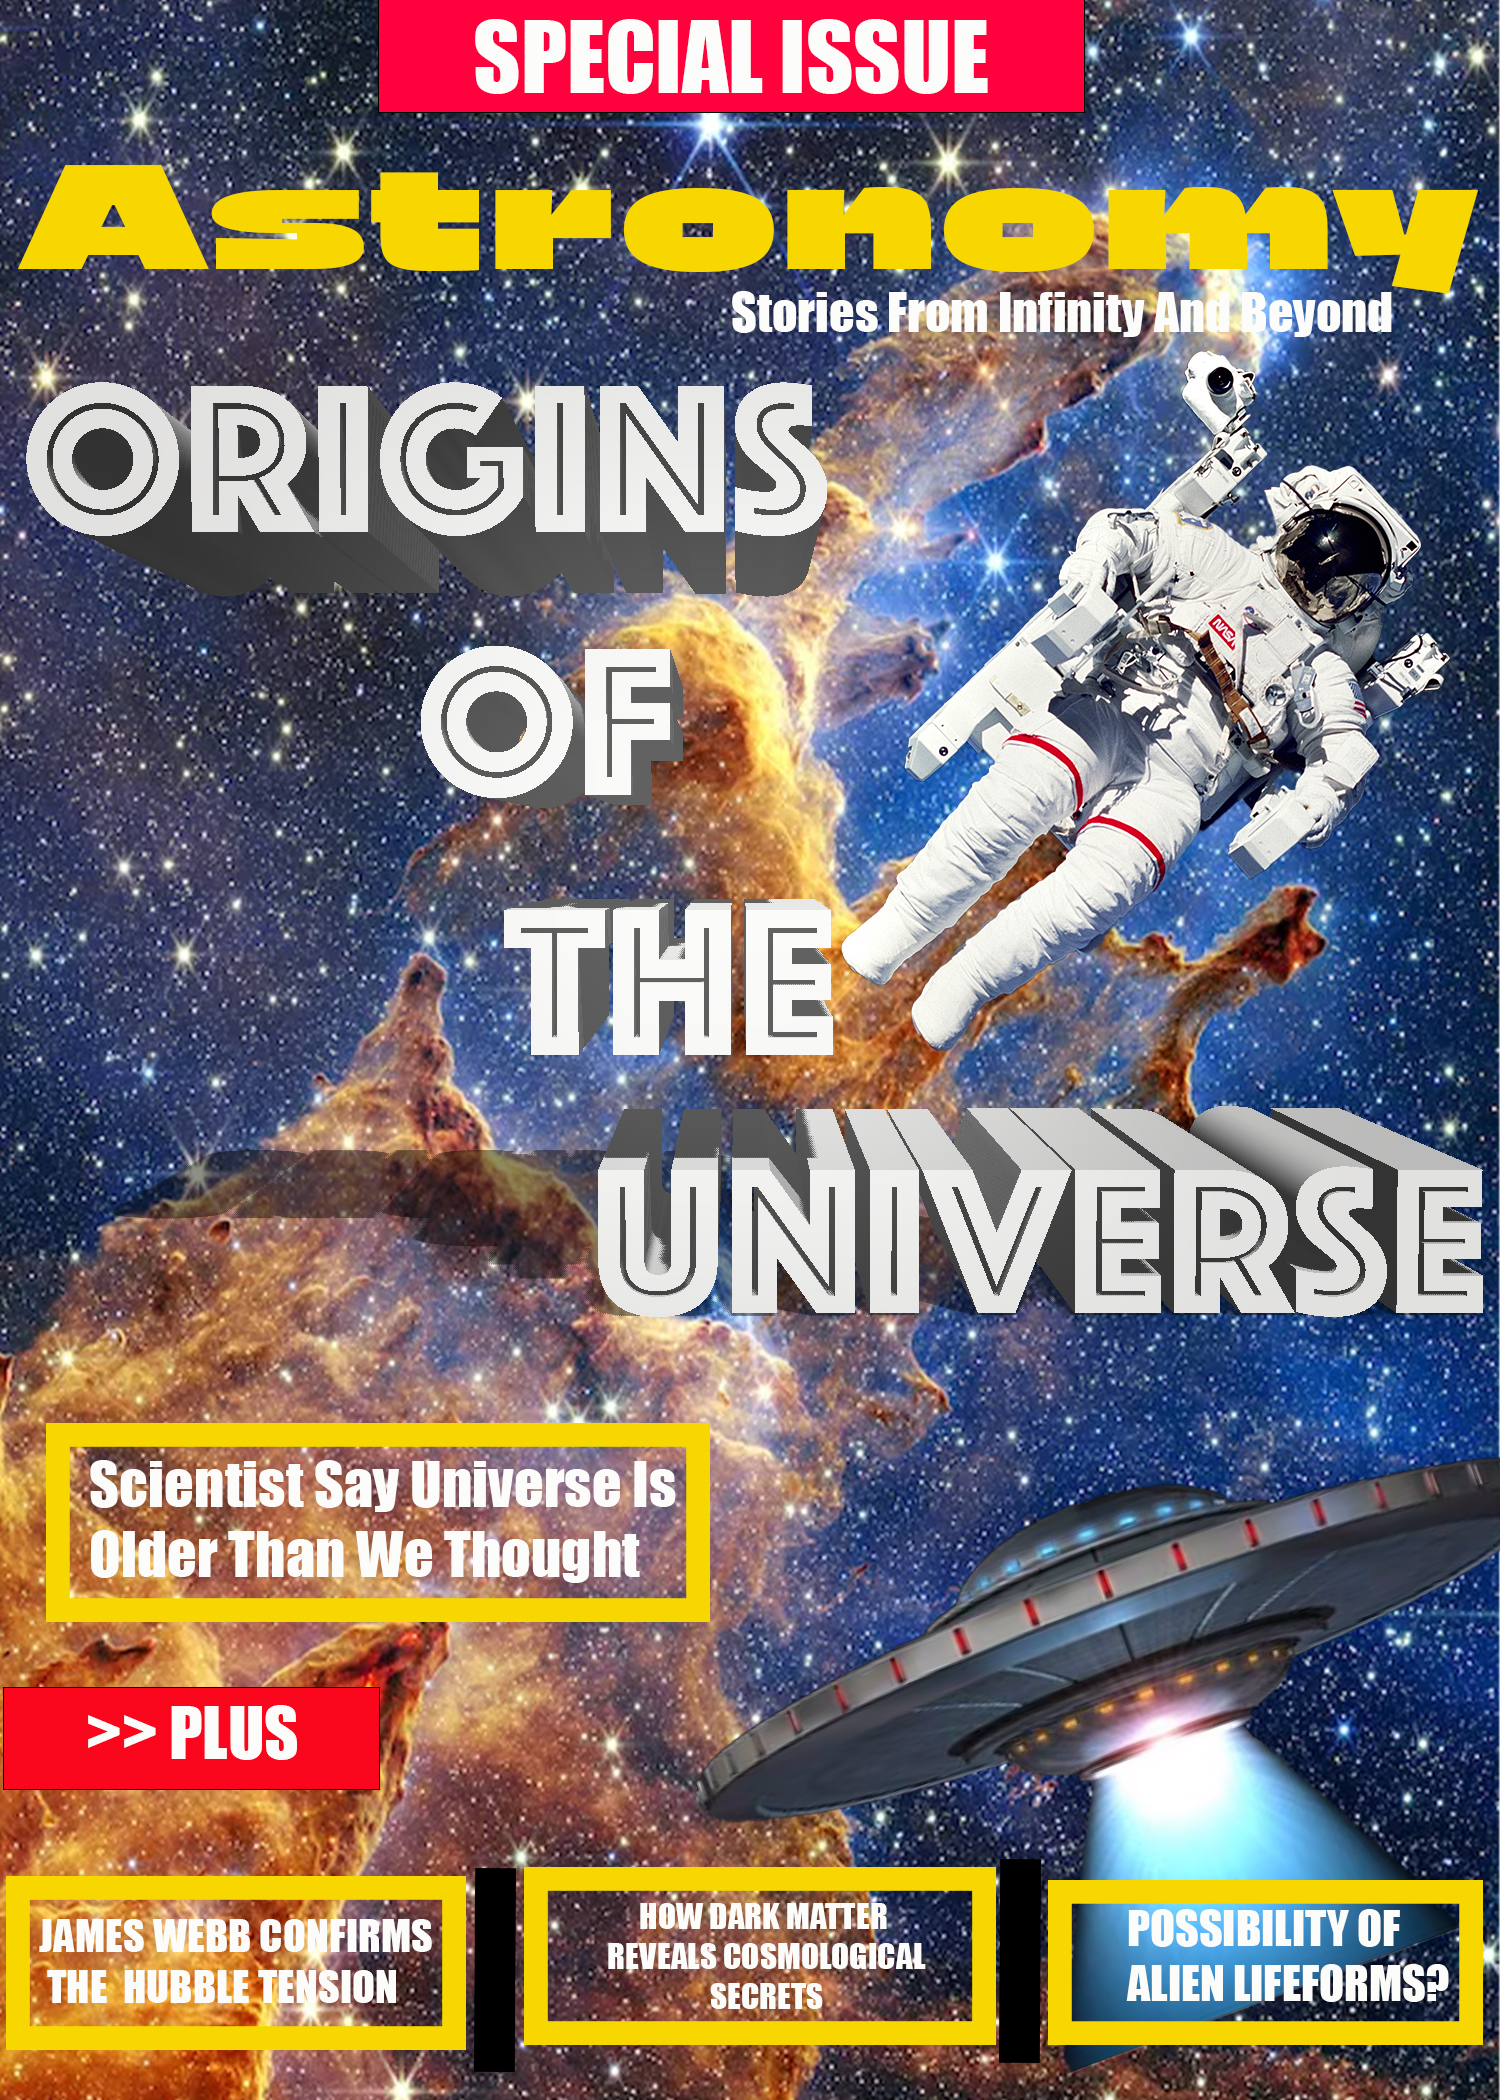 SPECIAL ISSUE
Astronomy
Stories From Infinity And Beyond
ORIGINS
OF
THE
UNIVERSE
NASA
Scientist Say Universe Is
Older Than We Thought
>> PLUS
JAMES WEBB CONFIRMS
THE HUBBLE TENSION
HOW DARK MATTER
REVEALS COSMOLOGICAL
SECRETS
POSSIBILITY OF
ALIEN LIFEFORMS?